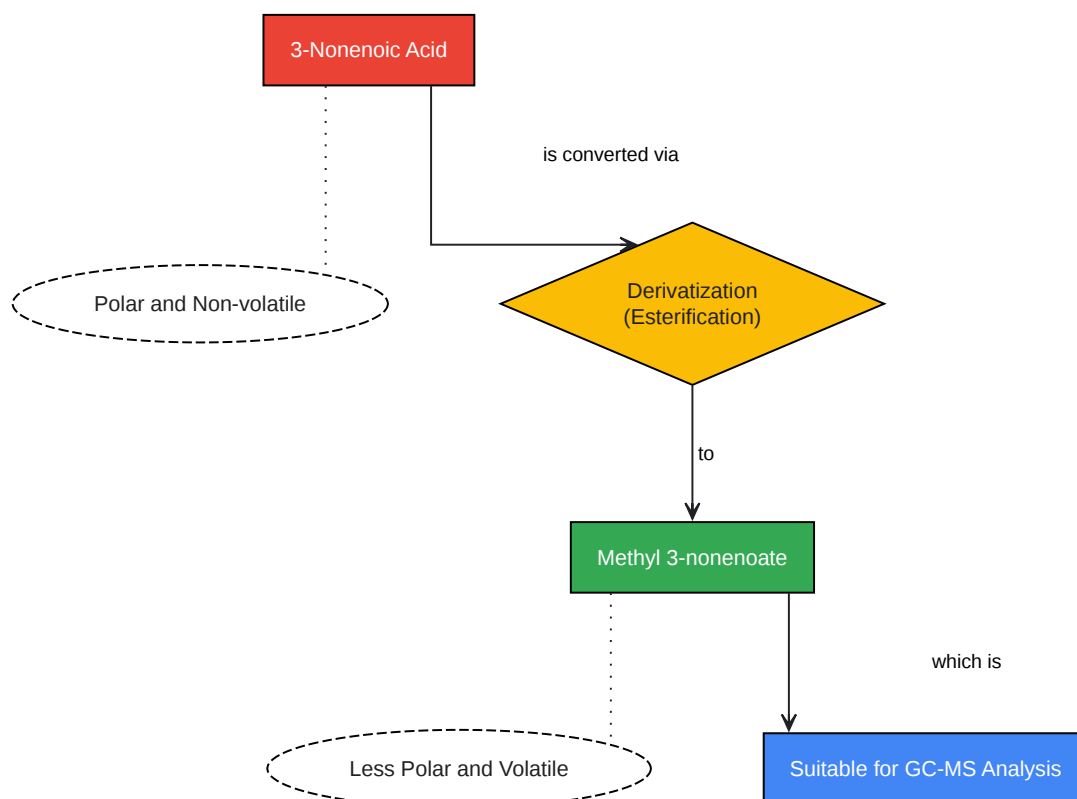 3-Nonenoic Acid
is converted via
Polar and Non-volatile
Derivatization
(Esterification)
to
Methyl 3-nonenoate
which is
Less Polar and Volatile
Suitable for GC-MS Analysis